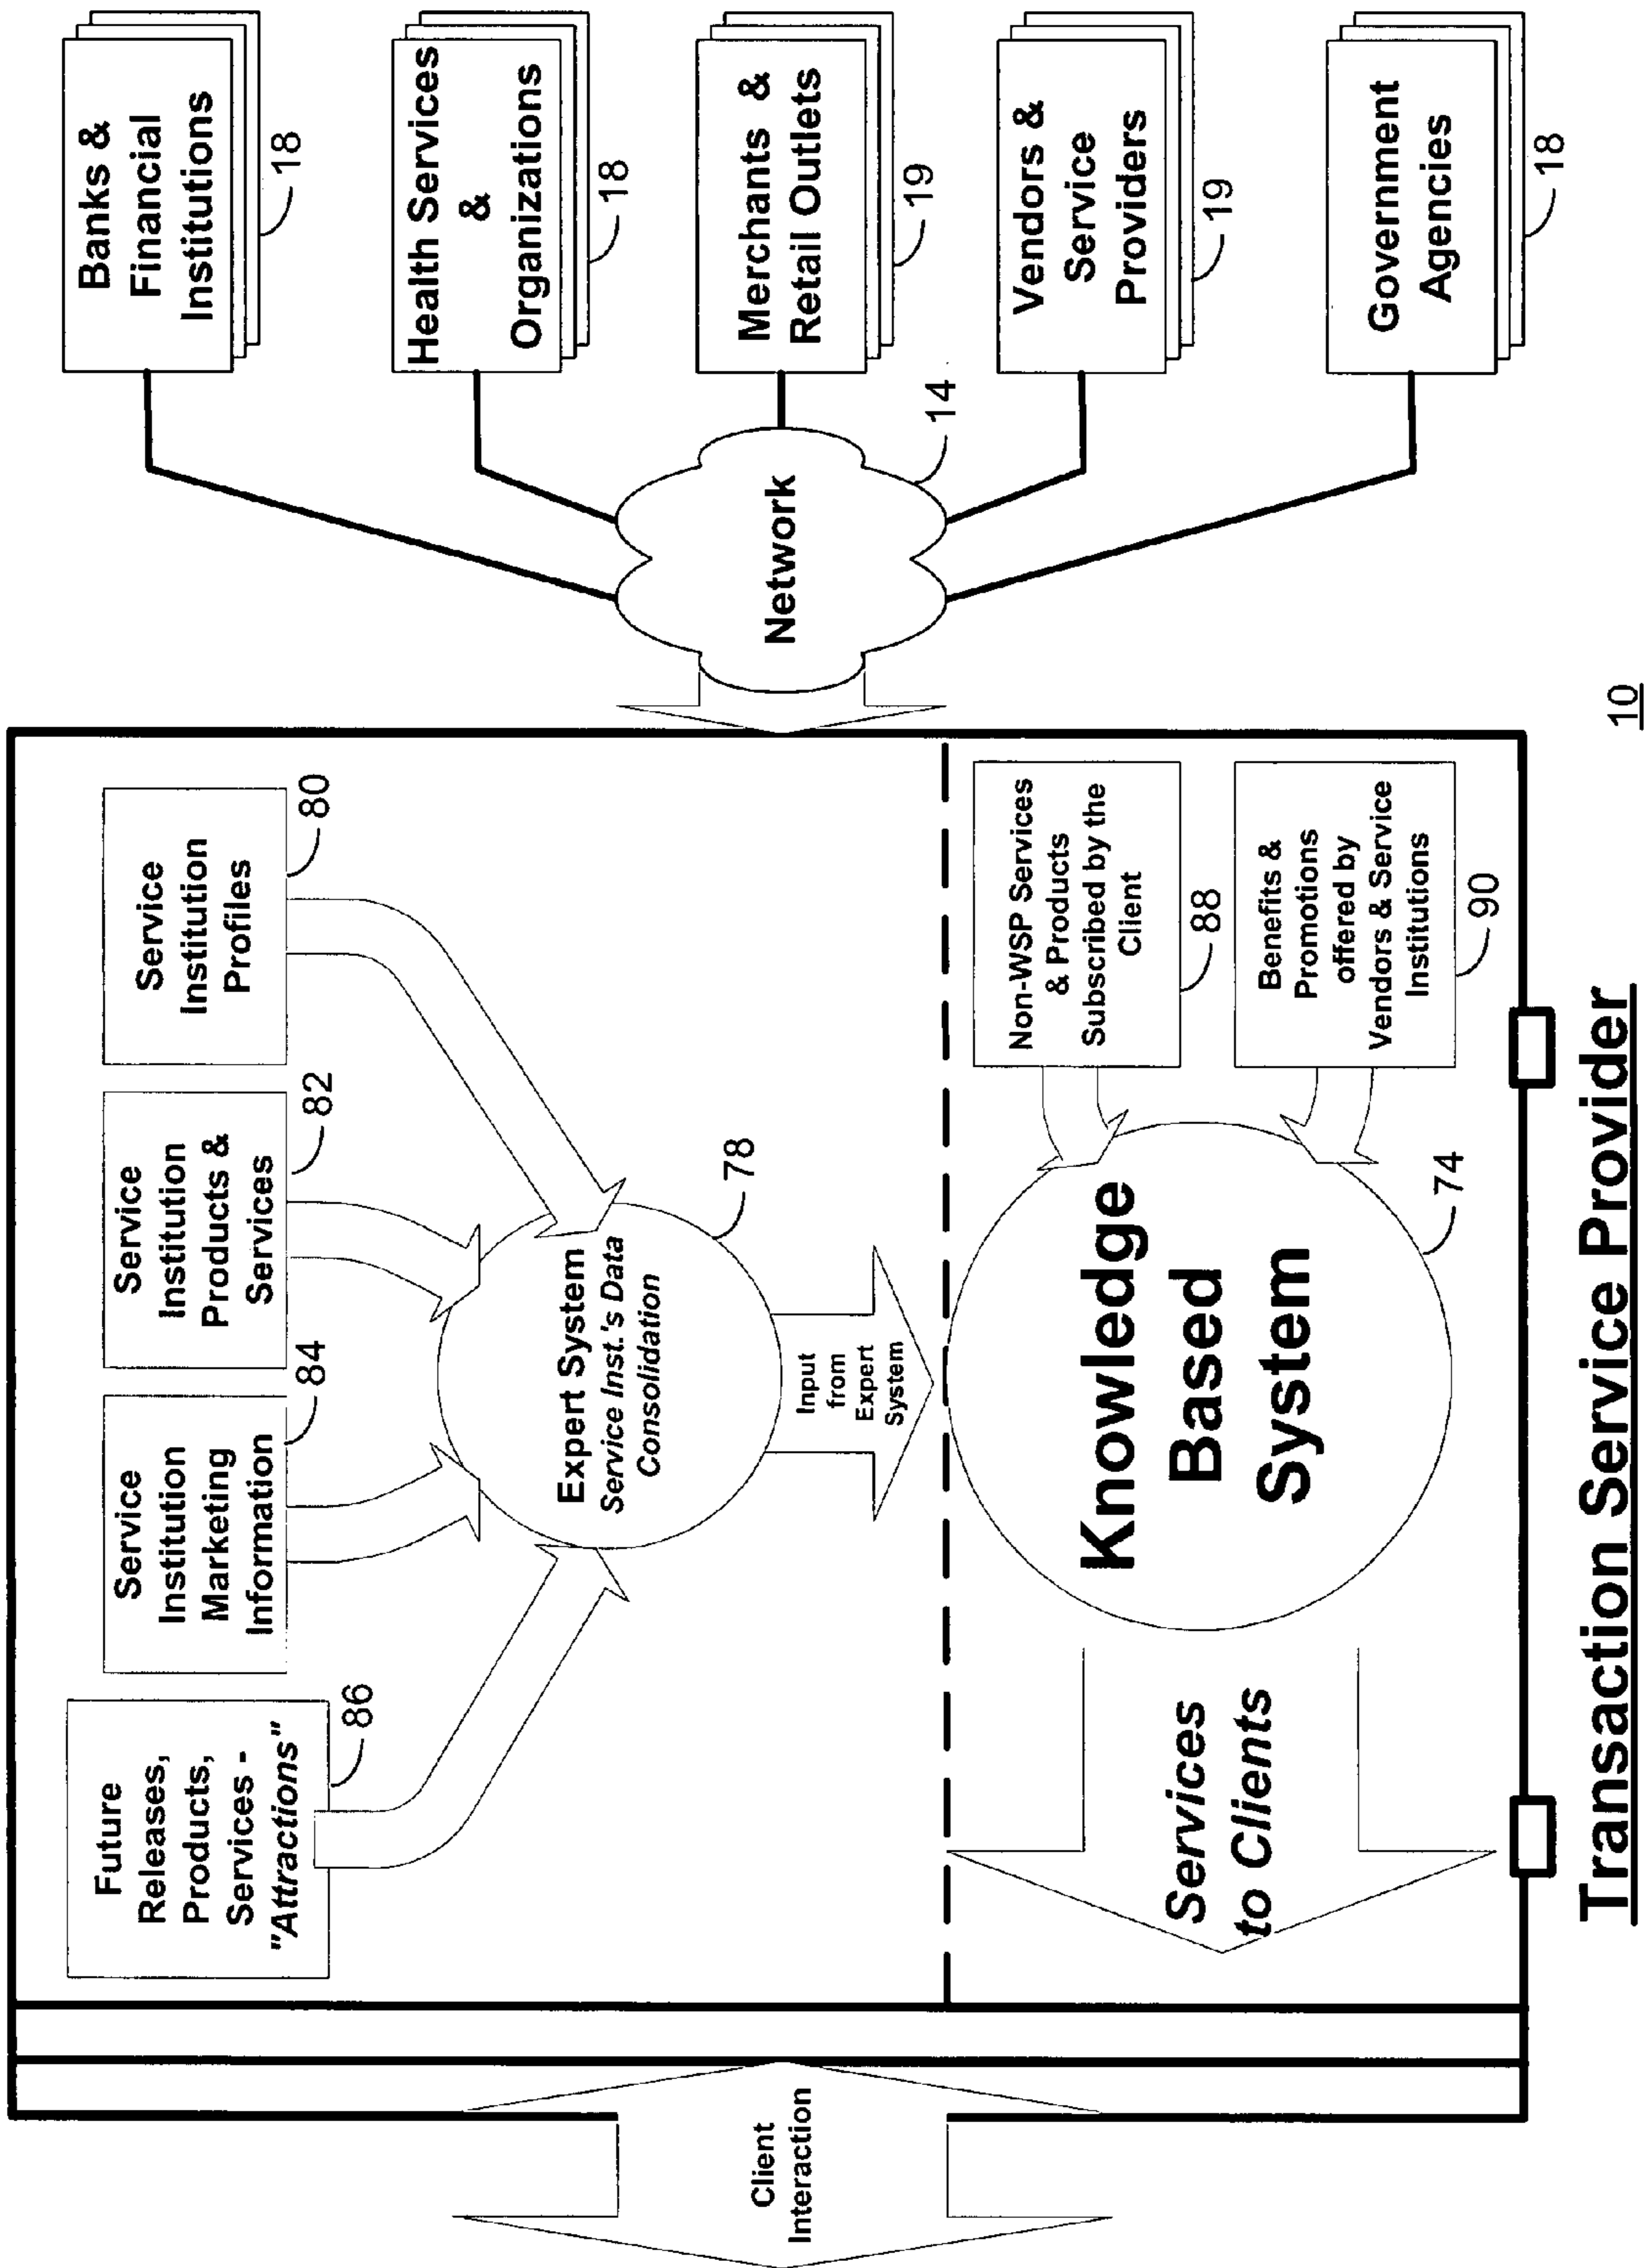 Future
Releases,
Products,
Services -
"Attractions"
86
Service
Institution
Marketing
Information
84
Service
Institution
Products &
Services
82
Service
Institution
Profiles
80
Expert System
Service Inst.'s Data
Consolidation
78
Input
from
Expert
System
Client
Interaction
Services
to Clients
Knowledge
Based
System
74
Non-WSP Services
& Products
Subscribed by the
Client
88
Benefits &
Promotions
offered by
Vendors & Service
Institutions
90
Network
14
Banks &
Financial
Institutions
18
Health Services
&
Organizations
18
Merchants &
Retail Outlets
19
Vendors &
Service
Providers
19
Government
Agencies
18
Transaction Service Provider
10